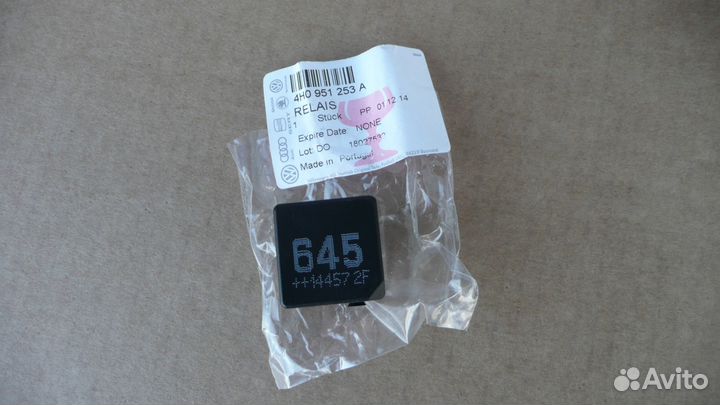 4H0 951 253 A
RELAIS
1 Stück PP 01 12 14
Expire Date: NONE
Lot: DO
Made in Portugal
645
++14457 2F
Avito